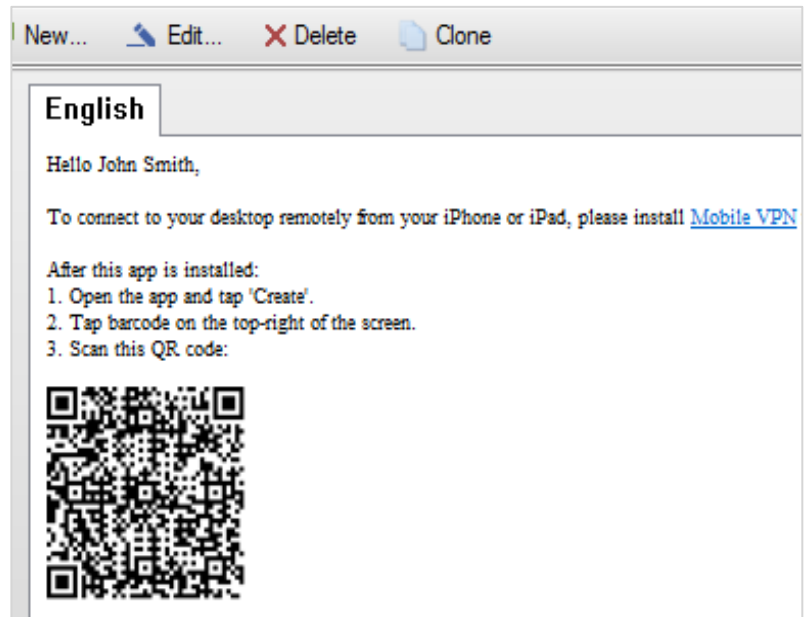 New... Edit... Delete Clone
English
Hello John Smith,
To connect to your desktop remotely from your iPhone or iPad, please install Mobile VPN
After this app is installed:
1. Open the app and tap 'Create'.
2. Tap barcode on the top-right of the screen.
3. Scan this QR code: